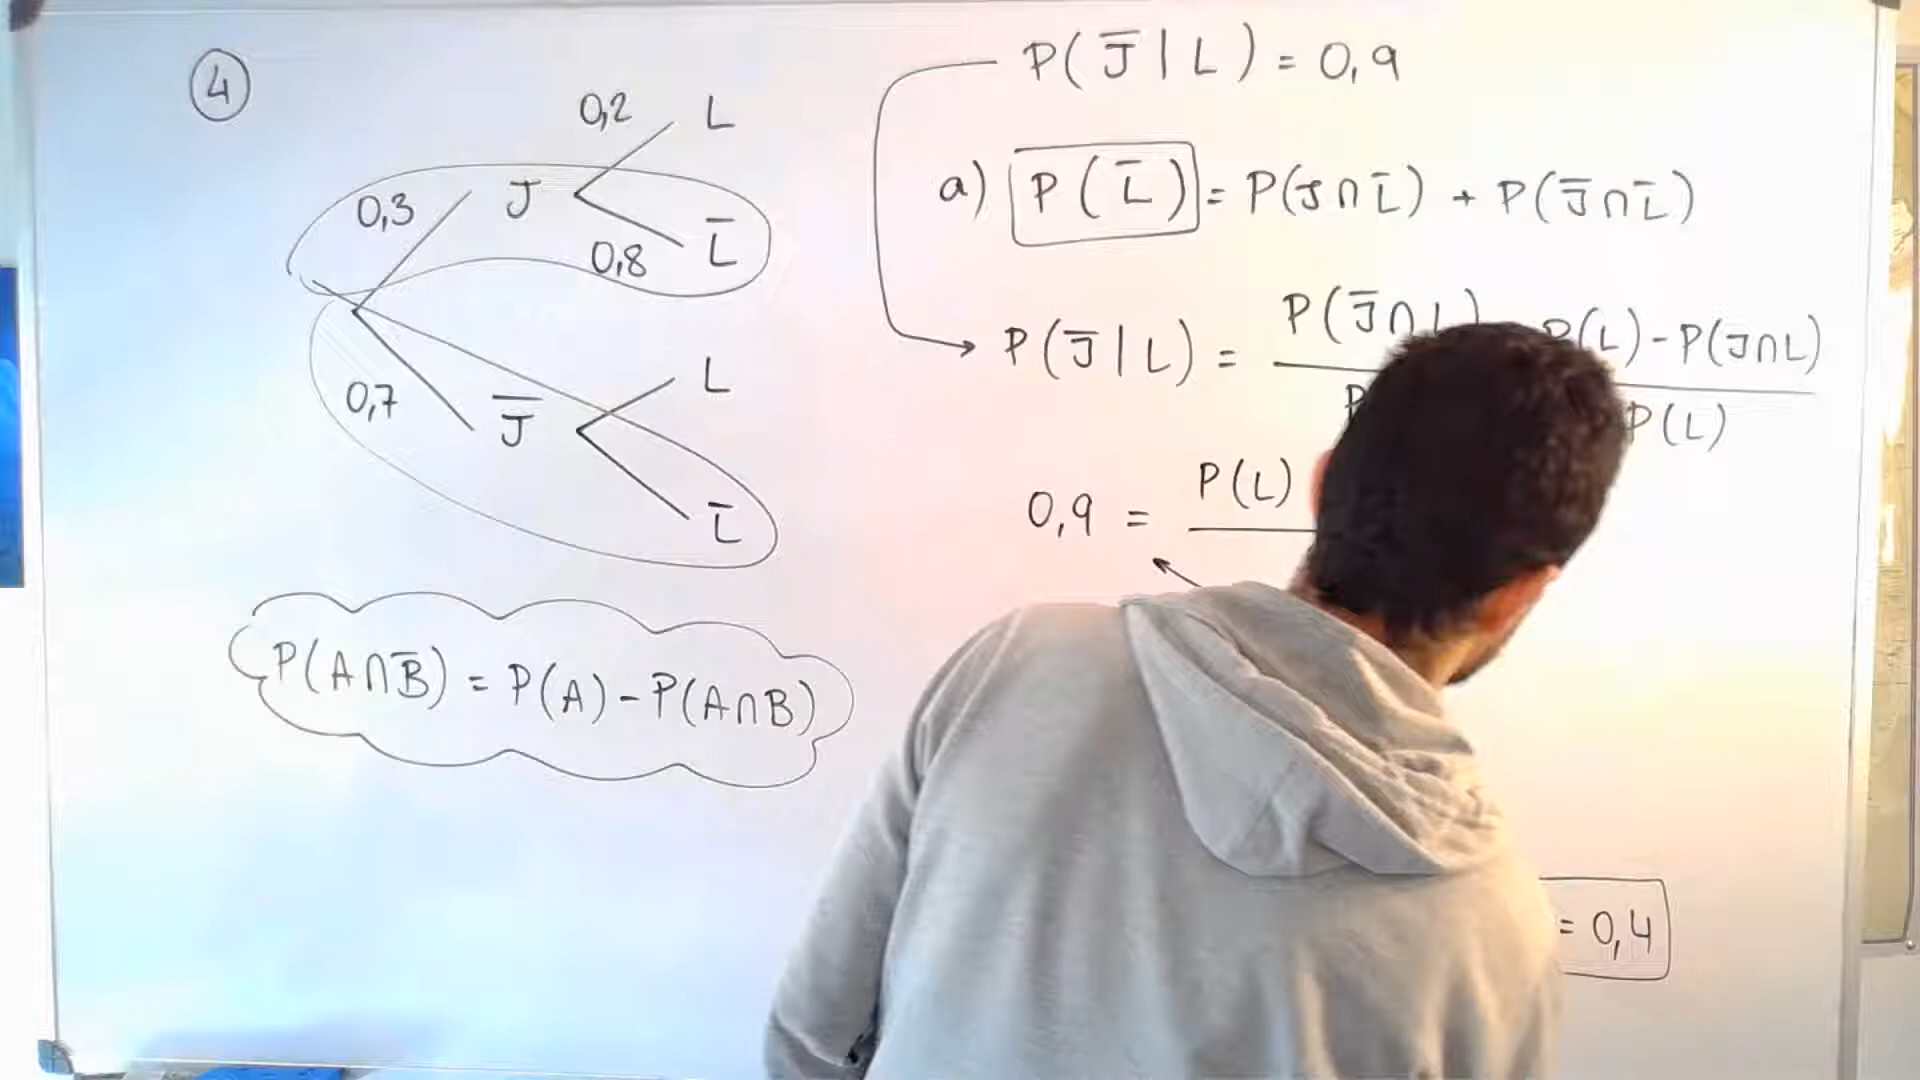 ④
0,2 L
0,3 J
0,8 L̅
0,7 J̅ L
L̅
P(A∩B̅) = P(A) - P(A∩B)
P(J̅ | L) = 0,9
a) P(L̅) = P(J∩L̅) + P(J̅∩L̅)
P(J̅ | L) = P(J̅∩L) P(L) - P(J∩L)
P(L)
0,9 = P(L)
= 0,4